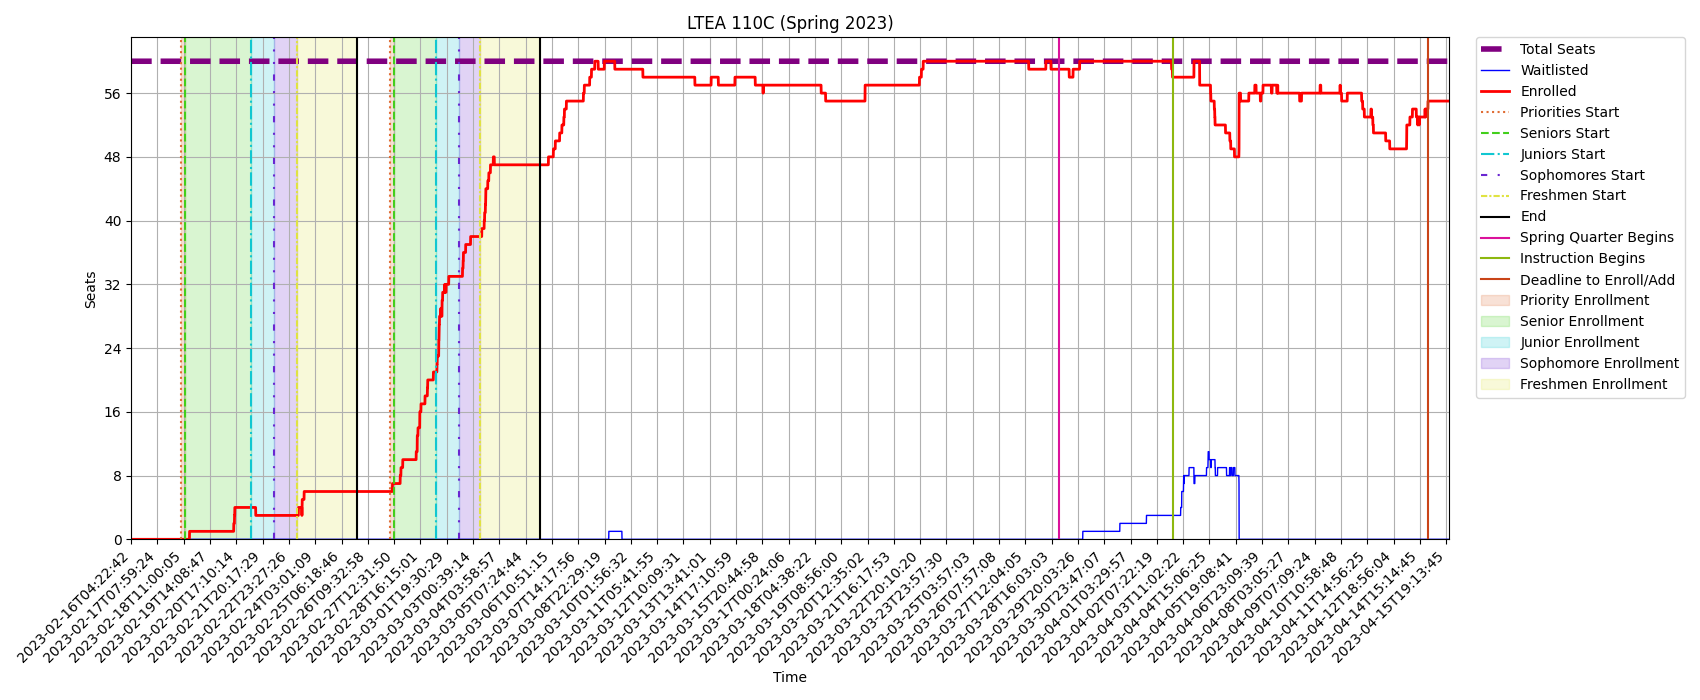 LTEA 110C (Spring 2023)
Seats
56
48
40
32
24
16
8
0
2023-02-16T04:22:42
2023-02-17T07:59:24
2023-02-18T11:00:05
2023-02-19T14:08:47
2023-02-20T17:10:14
2023-02-21T20:17:29
2023-02-22T23:27:26
2023-02-24T03:01:09
2023-02-25T06:18:46
2023-02-26T09:32:58
2023-02-27T12:31:50
2023-02-28T16:15:01
2023-03-01T19:30:29
2023-03-03T00:39:14
2023-03-04T03:58:57
2023-03-05T07:24:44
2023-03-06T10:51:15
2023-03-07T14:17:56
2023-03-08T22:29:19
2023-03-10T01:56:32
2023-03-11T05:41:55
2023-03-12T10:09:31
2023-03-13T13:41:01
2023-03-14T17:10:59
2023-03-15T20:44:58
2023-03-17T00:24:06
2023-03-18T04:38:22
2023-03-19T08:56:00
2023-03-20T12:35:02
2023-03-21T16:17:53
2023-03-22T20:10:20
2023-03-23T23:57:30
2023-03-25T03:57:03
2023-03-26T07:57:08
2023-03-27T12:04:05
2023-03-28T16:03:03
2023-03-29T20:03:26
2023-03-30T23:47:07
2023-04-01T03:29:57
2023-04-02T07:22:19
2023-04-03T11:02:22
2023-04-04T15:06:25
2023-04-05T19:08:41
2023-04-06T23:09:39
2023-04-08T03:05:27
2023-04-09T07:09:24
2023-04-10T10:58:48
2023-04-11T14:56:25
2023-04-12T18:56:04
2023-04-14T15:14:45
2023-04-15T19:13:45
Time
Total Seats
Waitlisted
Enrolled
Priorities Start
Seniors Start
Juniors Start
Sophomores Start
Freshmen Start
End
Spring Quarter Begins
Instruction Begins
Deadline to Enroll/Add
Priority Enrollment
Senior Enrollment
Junior Enrollment
Sophomore Enrollment
Freshmen Enrollment